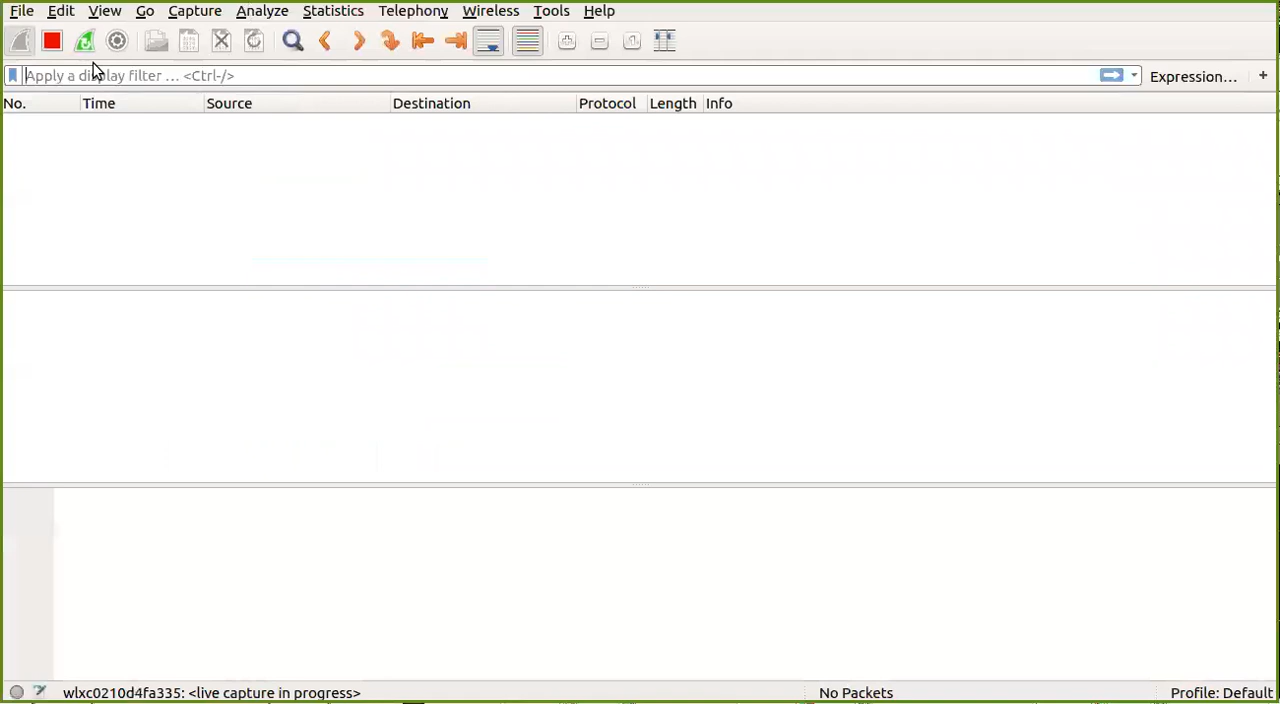 File Edit View Go Capture Analyze Statistics Telephony Wireless Tools Help
Apply a display filter … <Ctrl-/> Expression… +
No. Time Source Destination Protocol Length Info
wlxc0210d4fa335: <live capture in progress> No Packets Profile: Default